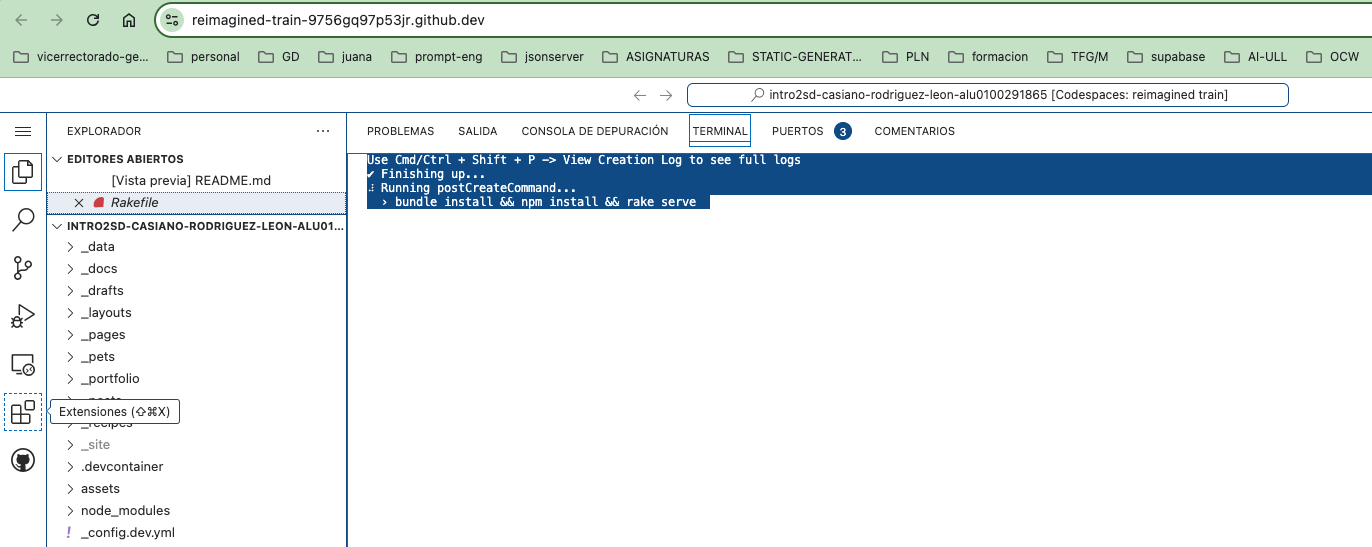 reimagined-train-9756gq97p53jr.github.dev
vicerrectorado-ge... personal GD juana prompt-eng jsonserver ASIGNATURAS STATIC-GENERAT... PLN formacion TFG/M supabase AI-ULL OCW
intro2sd-casiano-rodriguez-leon-alu0100291865 [Codespaces: reimagined train]
EXPLORADOR
EDITORES ABIERTOS
[Vista previa] README.md
Rakefile
INTRO2SD-CASIANO-RODRIGUEZ-LEON-ALU01...
_data
_docs
_drafts
_layouts
_pages
_pets
_portfolio
_posts
Extensiones (⇧⌘X)
_recipes
_site
.devcontainer
assets
node_modules
! _config.dev.yml
PROBLEMAS SALIDA CONSOLA DE DEPURACIÓN TERMINAL PUERTOS 3 COMENTARIOS
Use Cmd/Ctrl + Shift + P -> View Creation Log to see full logs
✔ Finishing up...
⠼ Running postCreateCommand...
› bundle install && npm install && rake serve